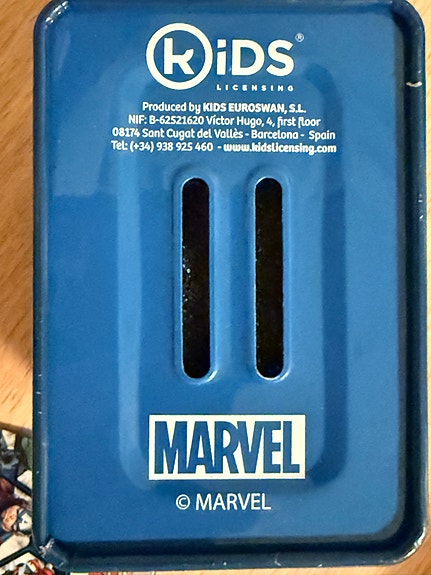 KiDS®
LICENSING
Produced by KIDS EUROSWAN, S.L.
NIF: B-62521620 Víctor Hugo, 4, first floor
08174 Sant Cugat del Vallès - Barcelona - Spain
Tel: (+34) 938 925 460 - www.kidslicensing.com
MARVEL
© MARVEL